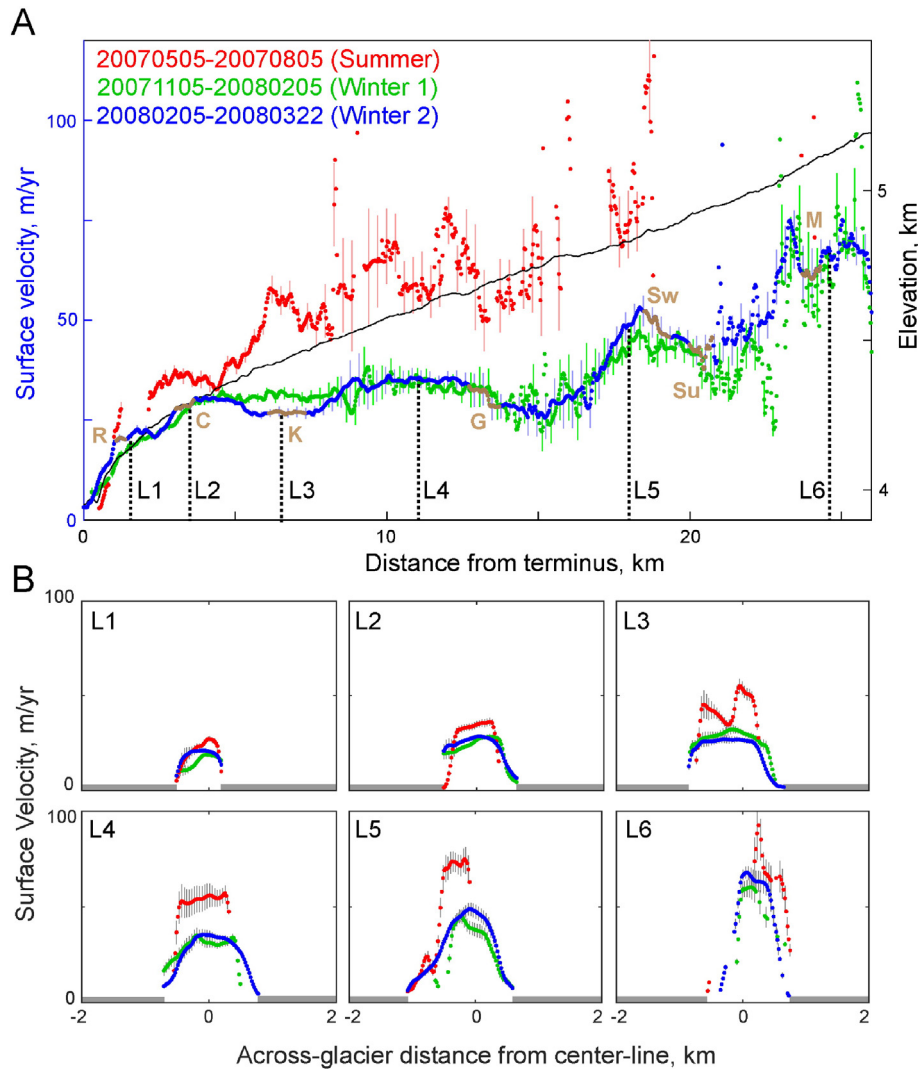 A
20070505-20070805 (Summer)
20071105-20080205 (Winter 1)
20080205-20080322 (Winter 2)
Surface velocity, m/yr
100
50
0
Elevation, km
5
4
R
C
K
G
Sw
Su
M
L1
L2
L3
L4
L5
L6
0
10
20
Distance from terminus, km
B
Surface Velocity, m/yr
100
0
100
0
L1
L2
L3
L4
L5
L6
-2
0
2
-2
0
2
-2
0
2
Across-glacier distance from center-line, km